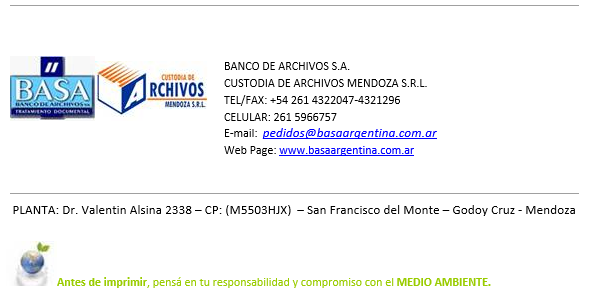 BASA
BANCO DE ARCHIVOS SA
TRATAMIENTO DOCUMENTAL
CUSTODIA DE
ARCHIVOS
MENDOZA S.R.L.
BANCO DE ARCHIVOS S.A.
CUSTODIA DE ARCHIVOS MENDOZA S.R.L.
TEL/FAX: +54 261 4322047-4321296
CELULAR: 261 5966757
E-mail: pedidos@basaargentina.com.ar
Web Page: www.basaargentina.com.ar
PLANTA: Dr. Valentin Alsina 2338 – CP: (M5503HJX) – San Francisco del Monte – Godoy Cruz - Mendoza
Antes de imprimir, pensá en tu responsabilidad y compromiso con el MEDIO AMBIENTE.